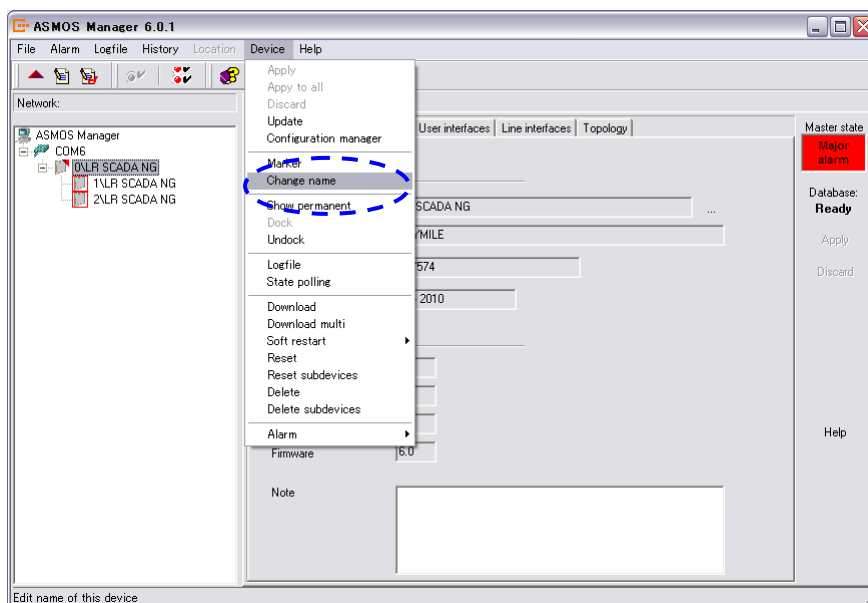 ASMOS Manager 6.0.1
File Alarm Logfile History Location Device Help
Network:
ASMOS Manager
COM6
0\LR SCADA NG
1\LR SCADA NG
2\LR SCADA NG
Apply
Appy to all
Discard
Update
Configuration manager
Marker
Change name
Show permanent
Dock
Undock
Logfile
State polling
Download
Download multi
Soft restart
Reset
Reset subdevices
Delete
Delete subdevices
Alarm
User interfaces Line interfaces Topology
SCADA NG
...
YMILE
7574
- 2010
Firmware 6.0
Note
Master state
Major
alarm
Database:
Ready
Apply
Discard
Help
Edit name of this device